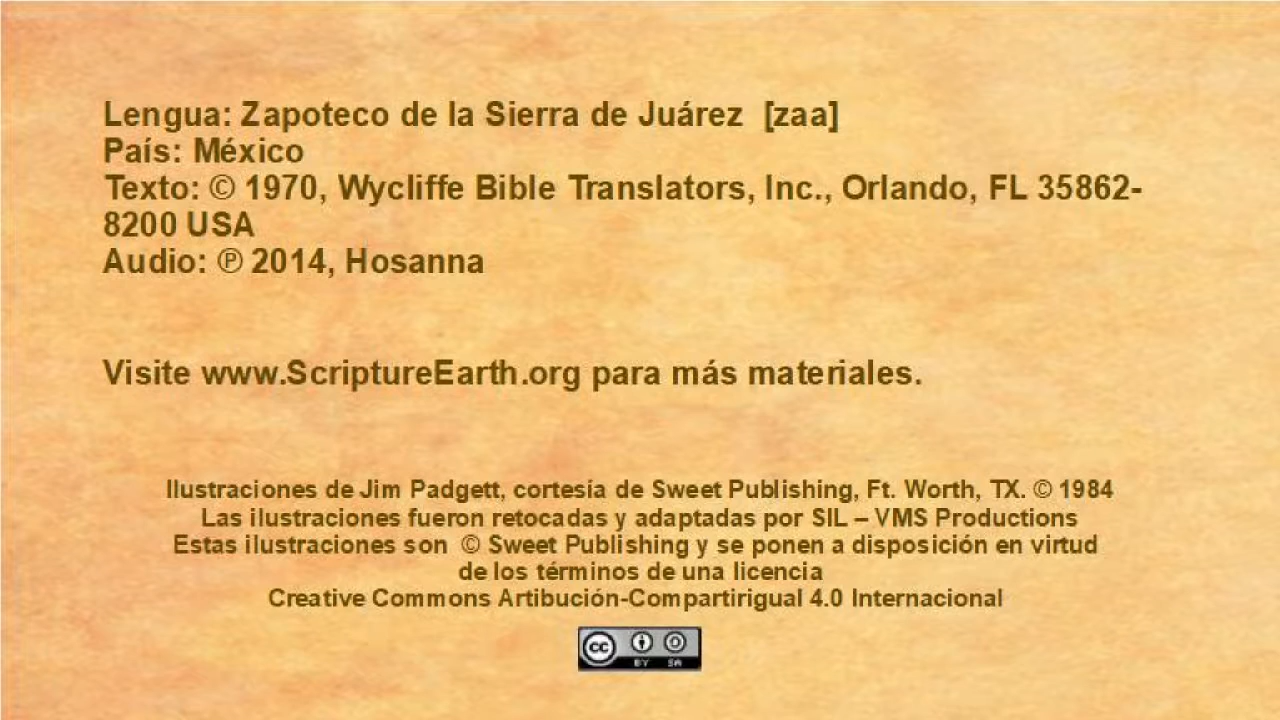 Lengua: Zapoteco de la Sierra de Juárez [zaa]
País: México
Texto: © 1970, Wycliffe Bible Translators, Inc., Orlando, FL 35862-
8200 USA
Audio: ℗ 2014, Hosanna
Visite www.ScriptureEarth.org para más materiales.
Ilustraciones de Jim Padgett, cortesía de Sweet Publishing, Ft. Worth, TX. © 1984
Las ilustraciones fueron retocadas y adaptadas por SIL – VMS Productions
Estas ilustraciones son © Sweet Publishing y se ponen a disposición en virtud
de los términos de una licencia
Creative Commons Artibución-Compartirigual 4.0 Internacional
cc BY SA